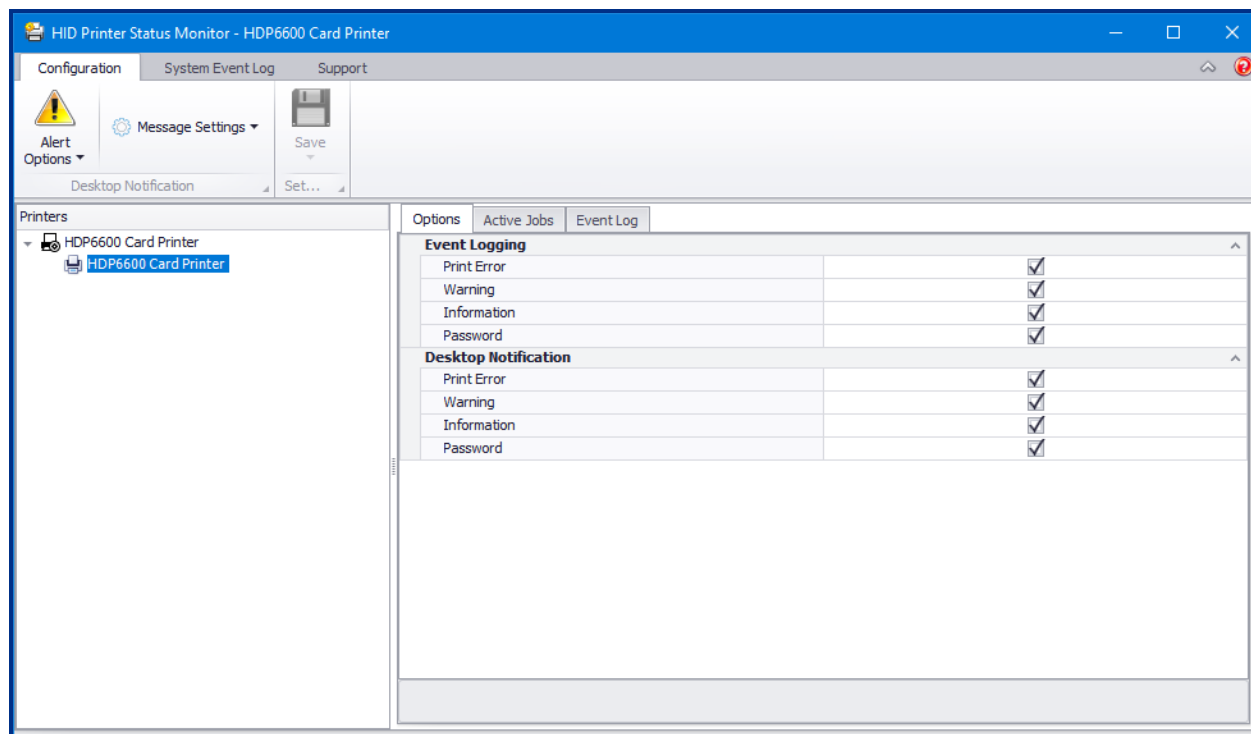 HID Printer Status Monitor - HDP6600 Card Printer
Configuration System Event Log Support
Alert Options
Message Settings
Save
Desktop Notification
Set...
Printers
HDP6600 Card Printer
HDP6600 Card Printer
Options Active Jobs Event Log
Event Logging
Print Error
Warning
Information
Password
Desktop Notification
Print Error
Warning
Information
Password